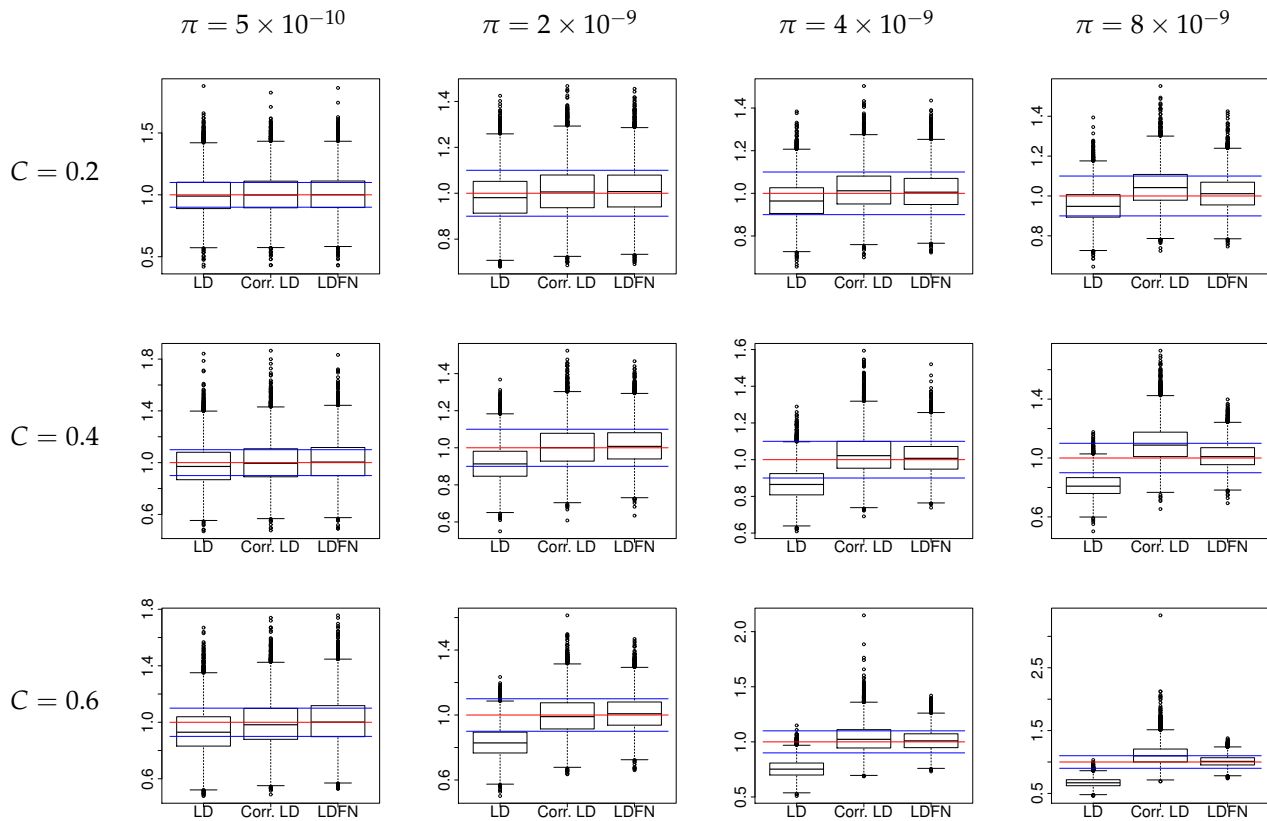 π = 5 × 10⁻¹⁰ π = 2 × 10⁻⁹ π = 4 × 10⁻⁹ π = 8 × 10⁻⁹
C = 0.2
0.5 1.0 1.5
LD Corr. LD LDFN
0.8 1.0 1.2 1.4
LD Corr. LD LDFN
0.8 1.0 1.2 1.4
LD Corr. LD LDFN
0.8 1.0 1.2 1.4
LD Corr. LD LDFN
C = 0.4
0.6 1.0 1.4 1.8
LD Corr. LD LDFN
0.6 0.8 1.0 1.2 1.4
LD Corr. LD LDFN
0.6 0.8 1.0 1.2 1.4 1.6
LD Corr. LD LDFN
0.6 1.0 1.4
LD Corr. LD LDFN
C = 0.6
0.6 1.0 1.4 1.8
LD Corr. LD LDFN
0.6 1.0 1.4
LD Corr. LD LDFN
0.5 1.0 1.5 2.0
LD Corr. LD LDFN
0.5 1.5 2.5
LD Corr. LD LDFN